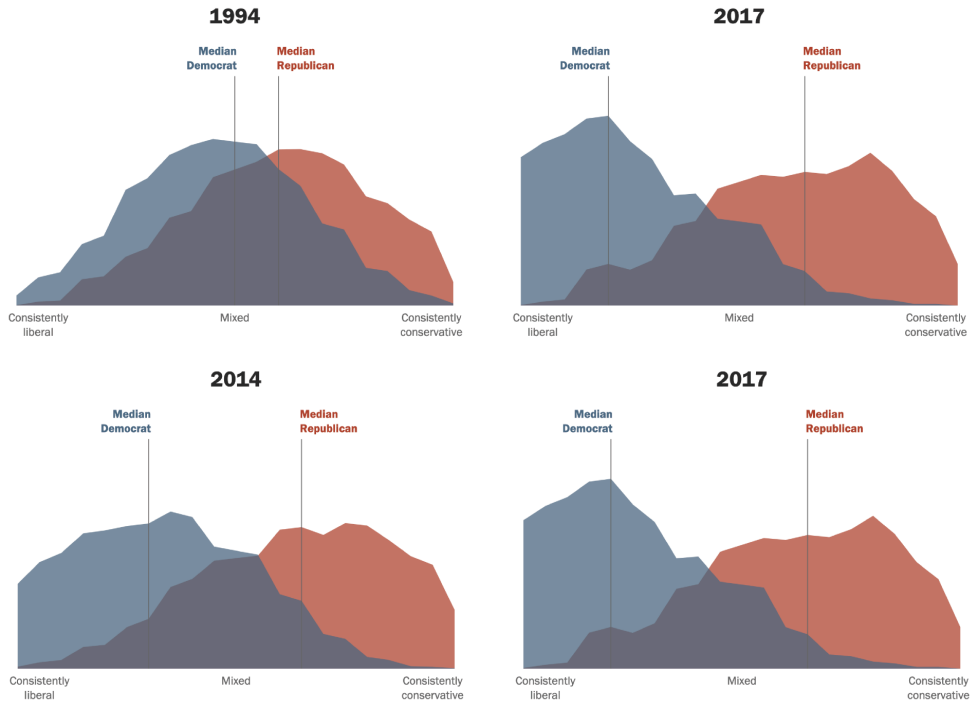 1994
Median
Democrat
Median
Republican
Consistently
liberal
Mixed
Consistently
conservative
2017
Median
Democrat
Median
Republican
Consistently
liberal
Mixed
Consistently
conservative
2014
Median
Democrat
Median
Republican
Consistently
liberal
Mixed
Consistently
conservative
2017
Median
Democrat
Median
Republican
Consistently
liberal
Mixed
Consistently
conservative